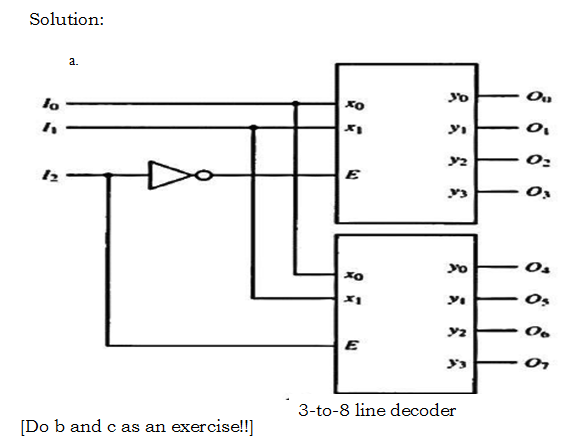 Solution:
a.
I₀ x₀ y₀ O₀
I₁ x₁ y₁ O₁
y₂ O₂
I₂ E
y₃ O₃
x₀ y₀ O₄
x₁ y₁ O₅
y₂ O₆
E
y₃ O₇
3-to-8 line decoder
[Do b and c as an exercise!!]